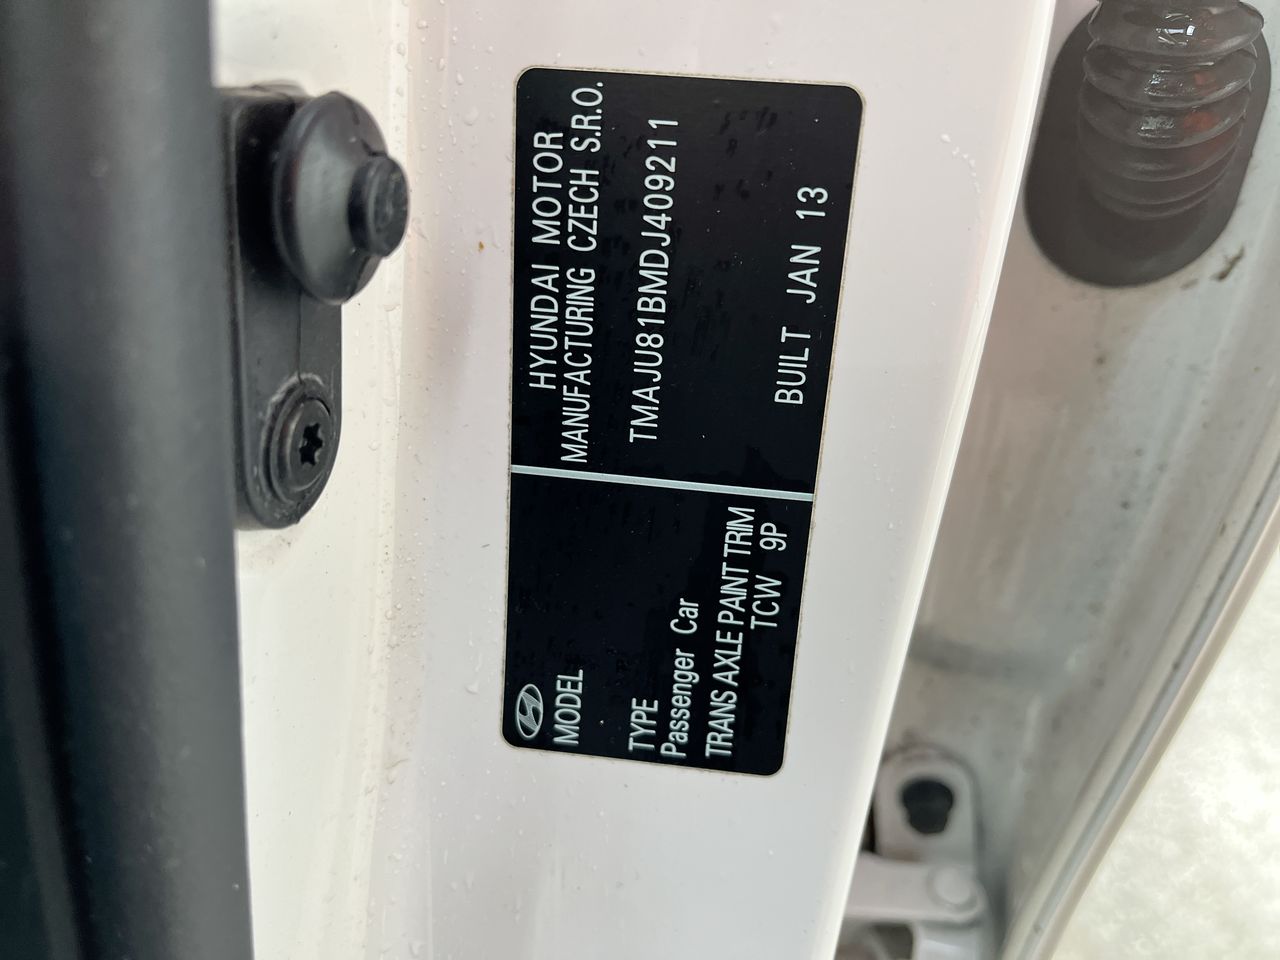 HYUNDAI MOTOR
MANUFACTURING CZECH S.R.O.
TMAJU81BMDJ409211
BUILT JAN 13
MODEL
TYPE
Passenger Car
TRANS AXLE PAINT TRIM
TCW 9P